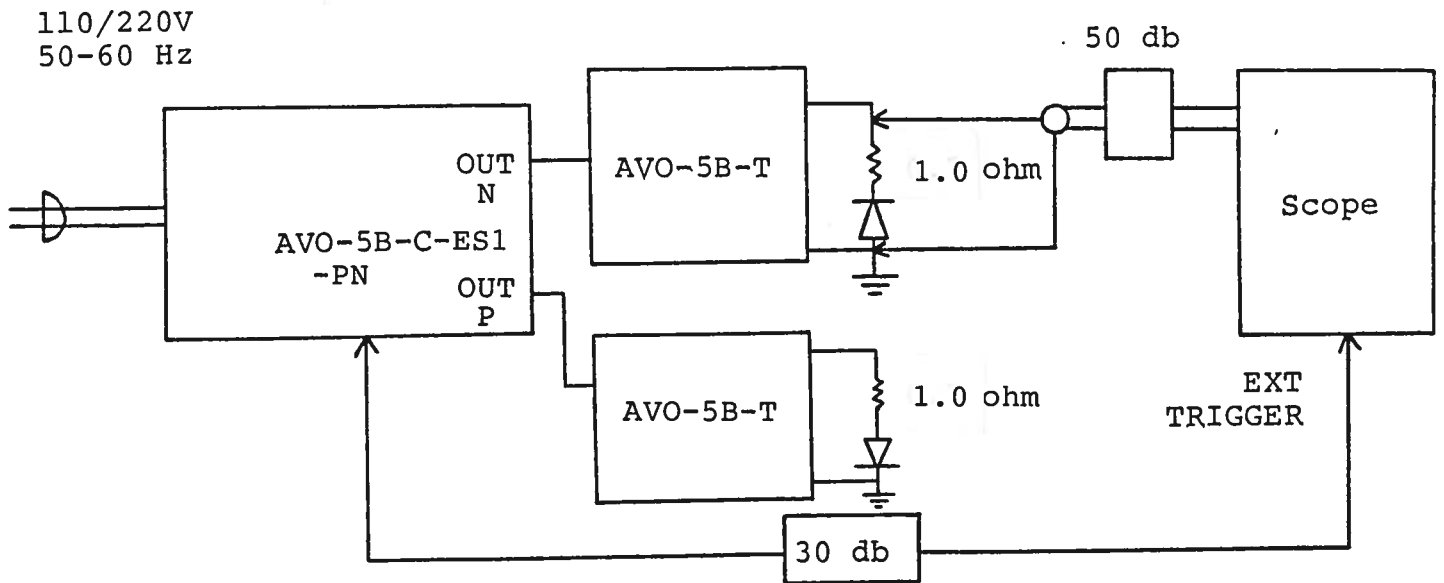 110/220V
50-60 Hz
50 db
OUT
N
AVO-5B-T
1.0 ohm
Scope
AVO-5B-C-ES1
-PN
OUT
P
AVO-5B-T
1.0 ohm
EXT
TRIGGER
30 db